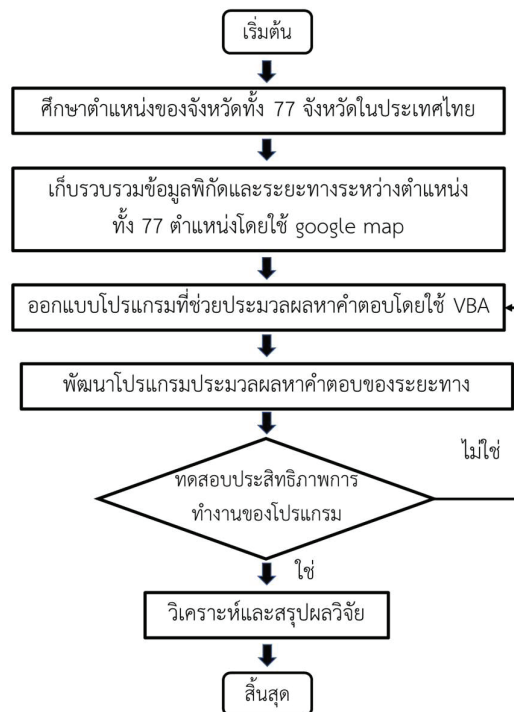 เริ่มต้น
ศึกษาตำแหน่งของจังหวัดทั้ง 77 จังหวัดในประเทศไทย
เก็บรวบรวมข้อมูลพิกัดและระยะทางระหว่างตำแหน่ง
ทั้ง 77 ตำแหน่งโดยใช้ google map
ออกแบบโปรแกรมที่ช่วยประมวลผลหาคำตอบโดยใช้ VBA
พัฒนาโปรแกรมประมวลผลหาคำตอบของระยะทาง
ไม่ใช่
ทดสอบประสิทธิภาพการ
ทำงานของโปรแกรม
ใช่
วิเคราะห์และสรุปผลวิจัย
สิ้นสุด